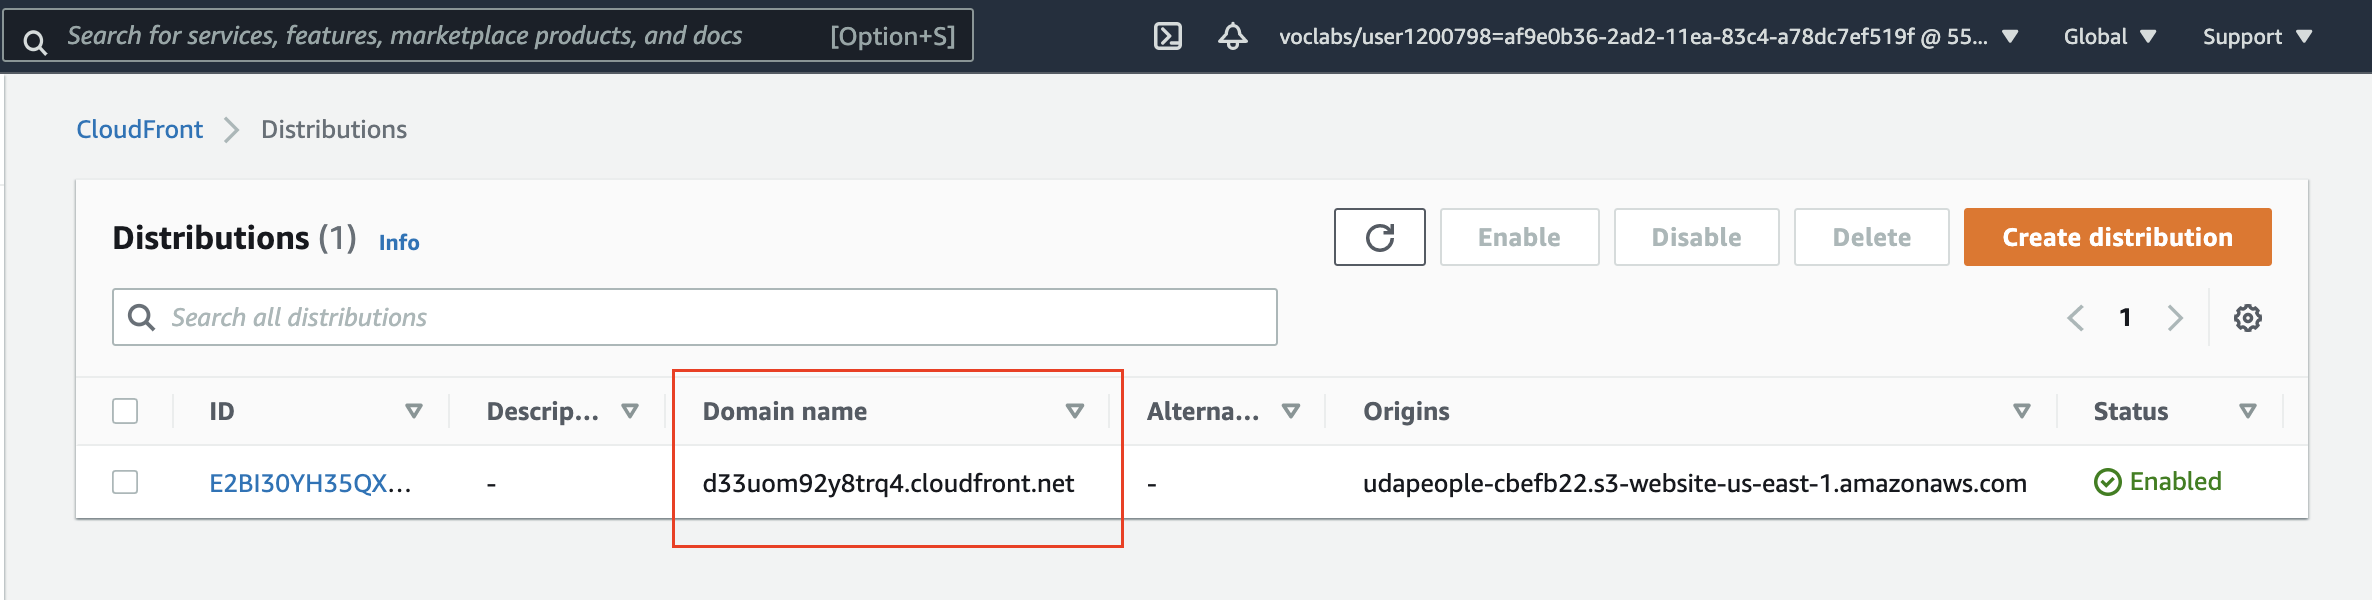 Search for services, features, marketplace products, and docs [Option+S] voclabs/user1200798=af9e0b36-2ad2-11ea-83c4-a78dc7ef519f @ 55... Global Support
CloudFront Distributions
Distributions (1) Info Enable Disable Delete Create distribution
Search all distributions 1
ID Descrip... Domain name Alterna... Origins Status
E2BI30YH35QX... - d33uom92y8trq4.cloudfront.net - udapeople-cbefb22.s3-website-us-east-1.amazonaws.com Enabled